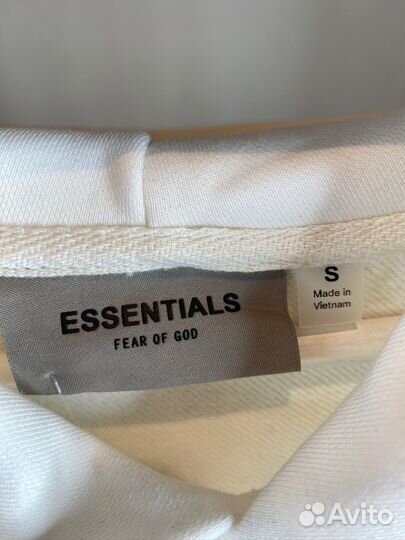 ESSENTIALS
FEAR OF GOD
S
Made in
Vietnam
Avito